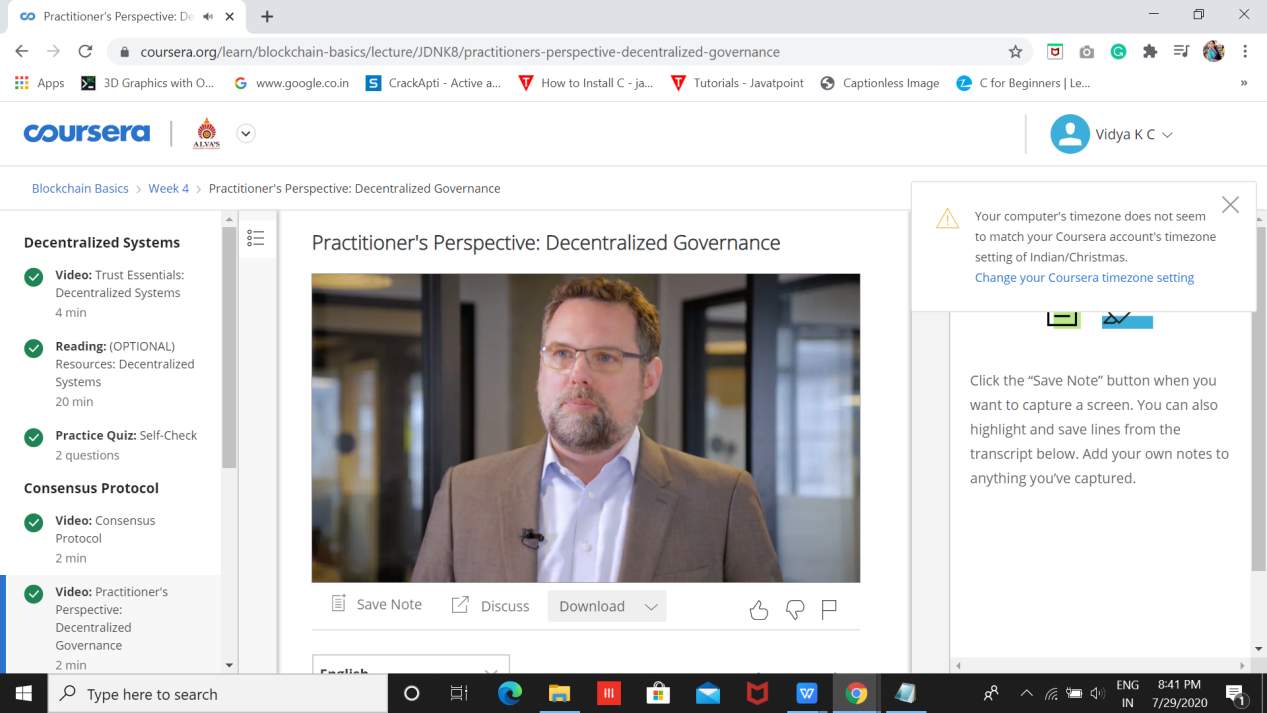 Practitioner's Perspective: De
coursera.org/learn/blockchain-basics/lecture/JDNK8/practitioners-perspective-decentralized-governance
Apps
3D Graphics with O...
www.google.co.in
CrackApti - Active a...
How to Install C - ja...
Tutorials - Javatpoint
Captionless Image
C for Beginners | Le...
»
coursera
ALVA'S
Vidya K C
Blockchain Basics > Week 4 > Practitioner's Perspective: Decentralized Governance
Your computer's timezone does not seem
to match your Coursera account's timezone
setting of Indian/Christmas.
Change your Coursera timezone setting
Decentralized Systems
Video: Trust Essentials:
Decentralized Systems
4 min
Reading: (OPTIONAL)
Resources: Decentralized
Systems
20 min
Practice Quiz: Self-Check
2 questions
Consensus Protocol
Video: Consensus
Protocol
2 min
Video: Practitioner's
Perspective:
Decentralized
Governance
2 min
Practitioner's Perspective: Decentralized Governance
Save Note
Discuss
Download
English
Click the “Save Note” button when you
want to capture a screen. You can also
highlight and save lines from the
transcript below. Add your own notes to
anything you’ve captured.
Type here to search
ENG
IN
8:41 PM
7/29/2020
1